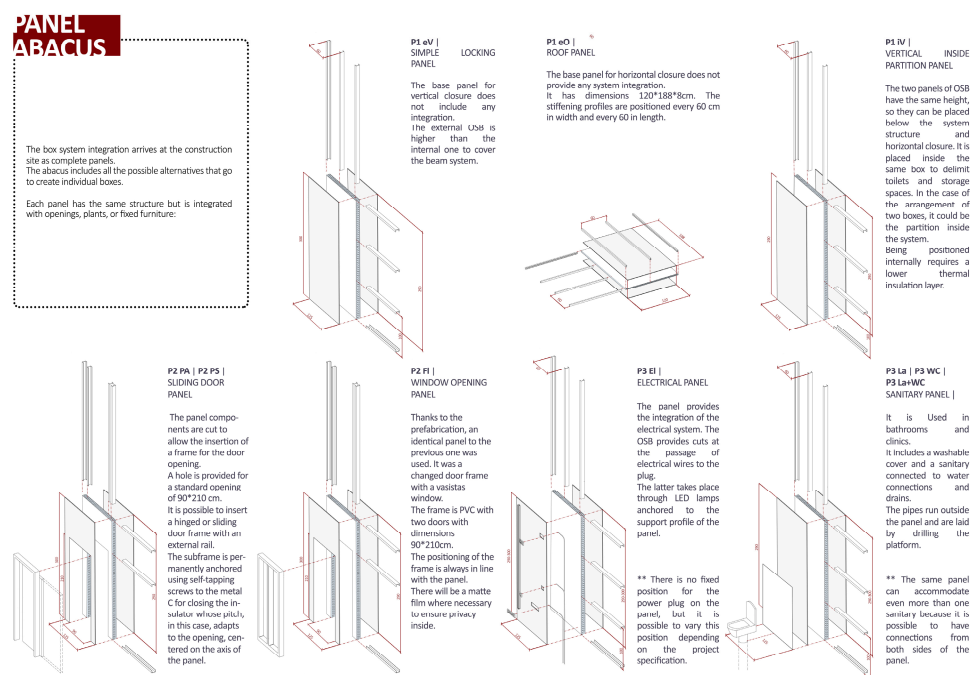 PANEL
ABACUS
The box system integration arrives at the construction
site as complete panels.
The abacus includes all the possible alternatives that go
to create individual boxes.
Each panel has the same structure but is integrated
with openings, plants, or fixed furniture:
P1 eV |
SIMPLE LOCKING
PANEL
The base panel for
vertical closure does
not include any
integration.
The external OSB is
higher than the
internal one to cover
the beam system.
P1 eO |
ROOF PANEL
The base panel for horizontal closure does not
provide any system integration.
It has dimensions 120*188*8cm. The
stiffening profiles are positioned every 60 cm
in width and every 60 in length.
P1 iV |
VERTICAL INSIDE
PARTITION PANEL
The two panels of OSB
have the same height,
so they can be placed
below the system
structure and
horizontal closure. It is
placed inside the
same box to delimit
toilets and storage
spaces. In the case of
the arrangement of
two boxes, it could be
the partition inside
the system.
Being positioned
internally requires a
lower thermal
insulation layer.
P2 PA | P2 PS |
SLIDING DOOR
PANEL
The panel compo-
nents are cut to
allow the insertion of
a frame for the door
opening.
A hole is provided for
a standard opening
of 90*210 cm.
It is possible to insert
a hinged or sliding
door frame with an
external rail.
The subframe is per-
manently anchored
using self-tapping
screws to the metal
C for closing the in-
sulator whose pitch,
in this case, adapts
to the opening, cen-
tered on the axis of
the panel.
P2 FI |
WINDOW OPENING
PANEL
Thanks to the
prefabrication, an
identical panel to the
previous one was
used. It was a
changed door frame
with a vasistas
window.
The frame is PVC with
two doors with
dimensions
90*210cm.
The positioning of the
frame is always in line
with the panel.
There will be a matte
film where necessary
to ensure privacy
inside.
P3 El |
ELECTRICAL PANEL
The panel provides
the integration of the
electrical system. The
OSB provides cuts at
the passage of
electrical wires to the
plug.
The latter takes place
through LED lamps
anchored to the
support profile of the
panel.
** There is no fixed
position for the
power plug on the
panel, but it is
possible to vary this
position depending
on the project
specification.
P3 La | P3 WC |
P3 La+WC
SANITARY PANEL |
It is Used in
bathrooms and
clinics.
It includes a washable
cover and a sanitary
connected to water
connections and
drains.
The pipes run outside
the panel and are laid
by drilling the
platform.
** The same panel
can accommodate
even more than one
sanitary because it is
possible to have
connections from
both sides of the
panel.